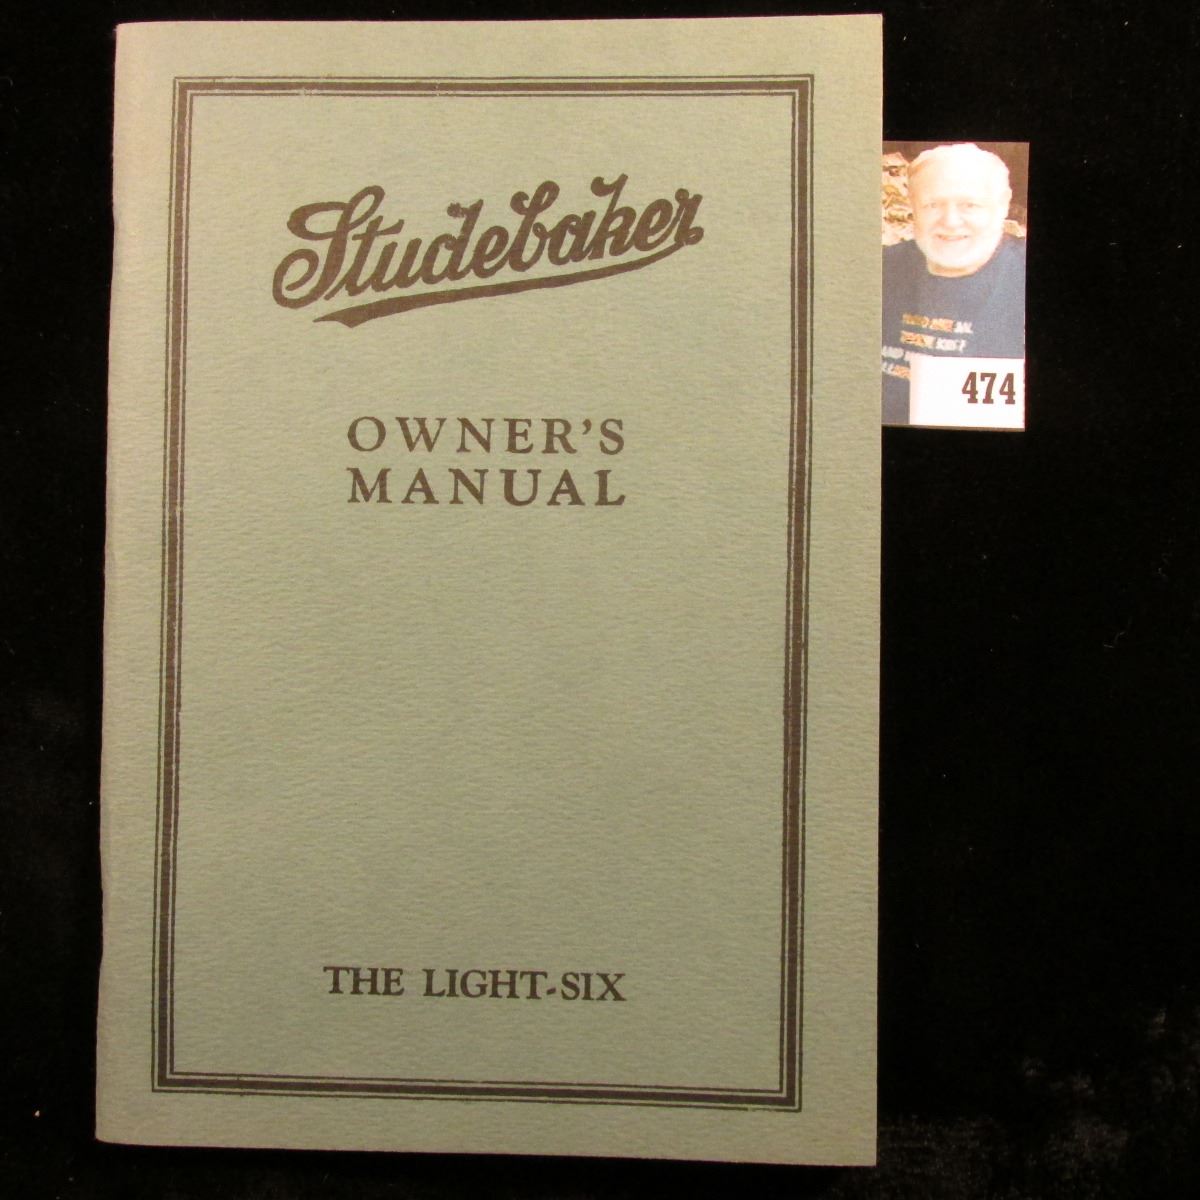 Studebaker
OWNER'S
MANUAL
THE LIGHT-SIX
474